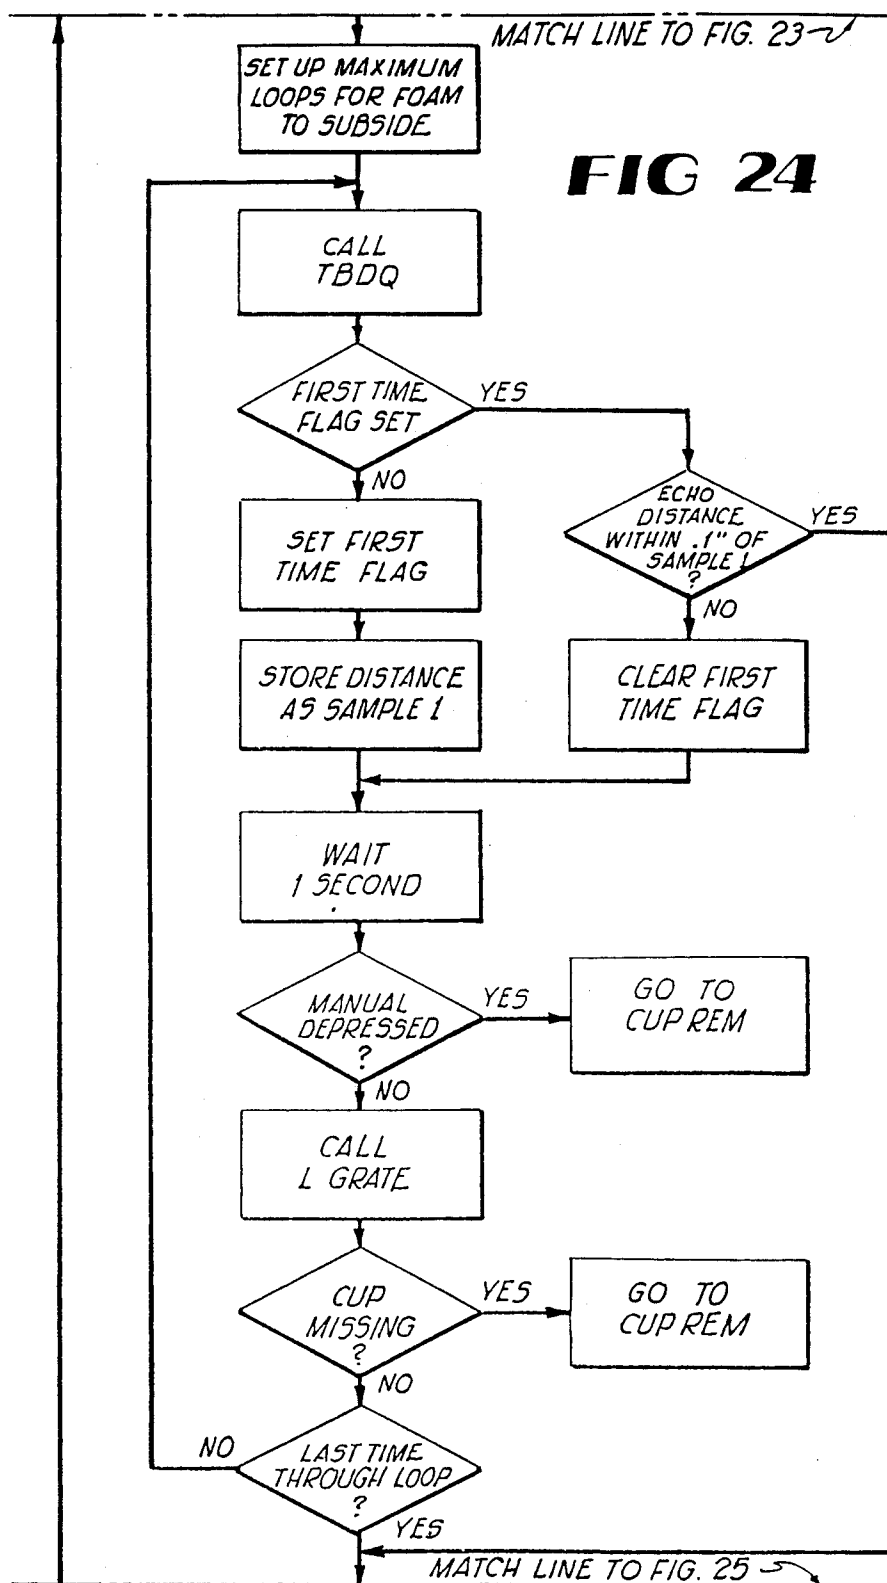 MATCH LINE TO FIG. 23
SET UP MAXIMUM
LOOPS FOR FOAM
TO SUBSIDE
FIG 24
CALL
TBDQ
FIRST TIME
FLAG SET
YES
NO
ECHO
DISTANCE
WITHIN .1" OF
SAMPLE 1
?
YES
NO
SET FIRST
TIME FLAG
STORE DISTANCE
AS SAMPLE 1
CLEAR FIRST
TIME FLAG
WAIT
1 SECOND
MANUAL
DEPRESSED
?
YES
GO TO
CUP REM
NO
CALL
L GRATE
CUP
MISSING
?
YES
GO TO
CUP REM
NO
LAST TIME
THROUGH LOOP
?
NO
YES
MATCH LINE TO FIG. 25